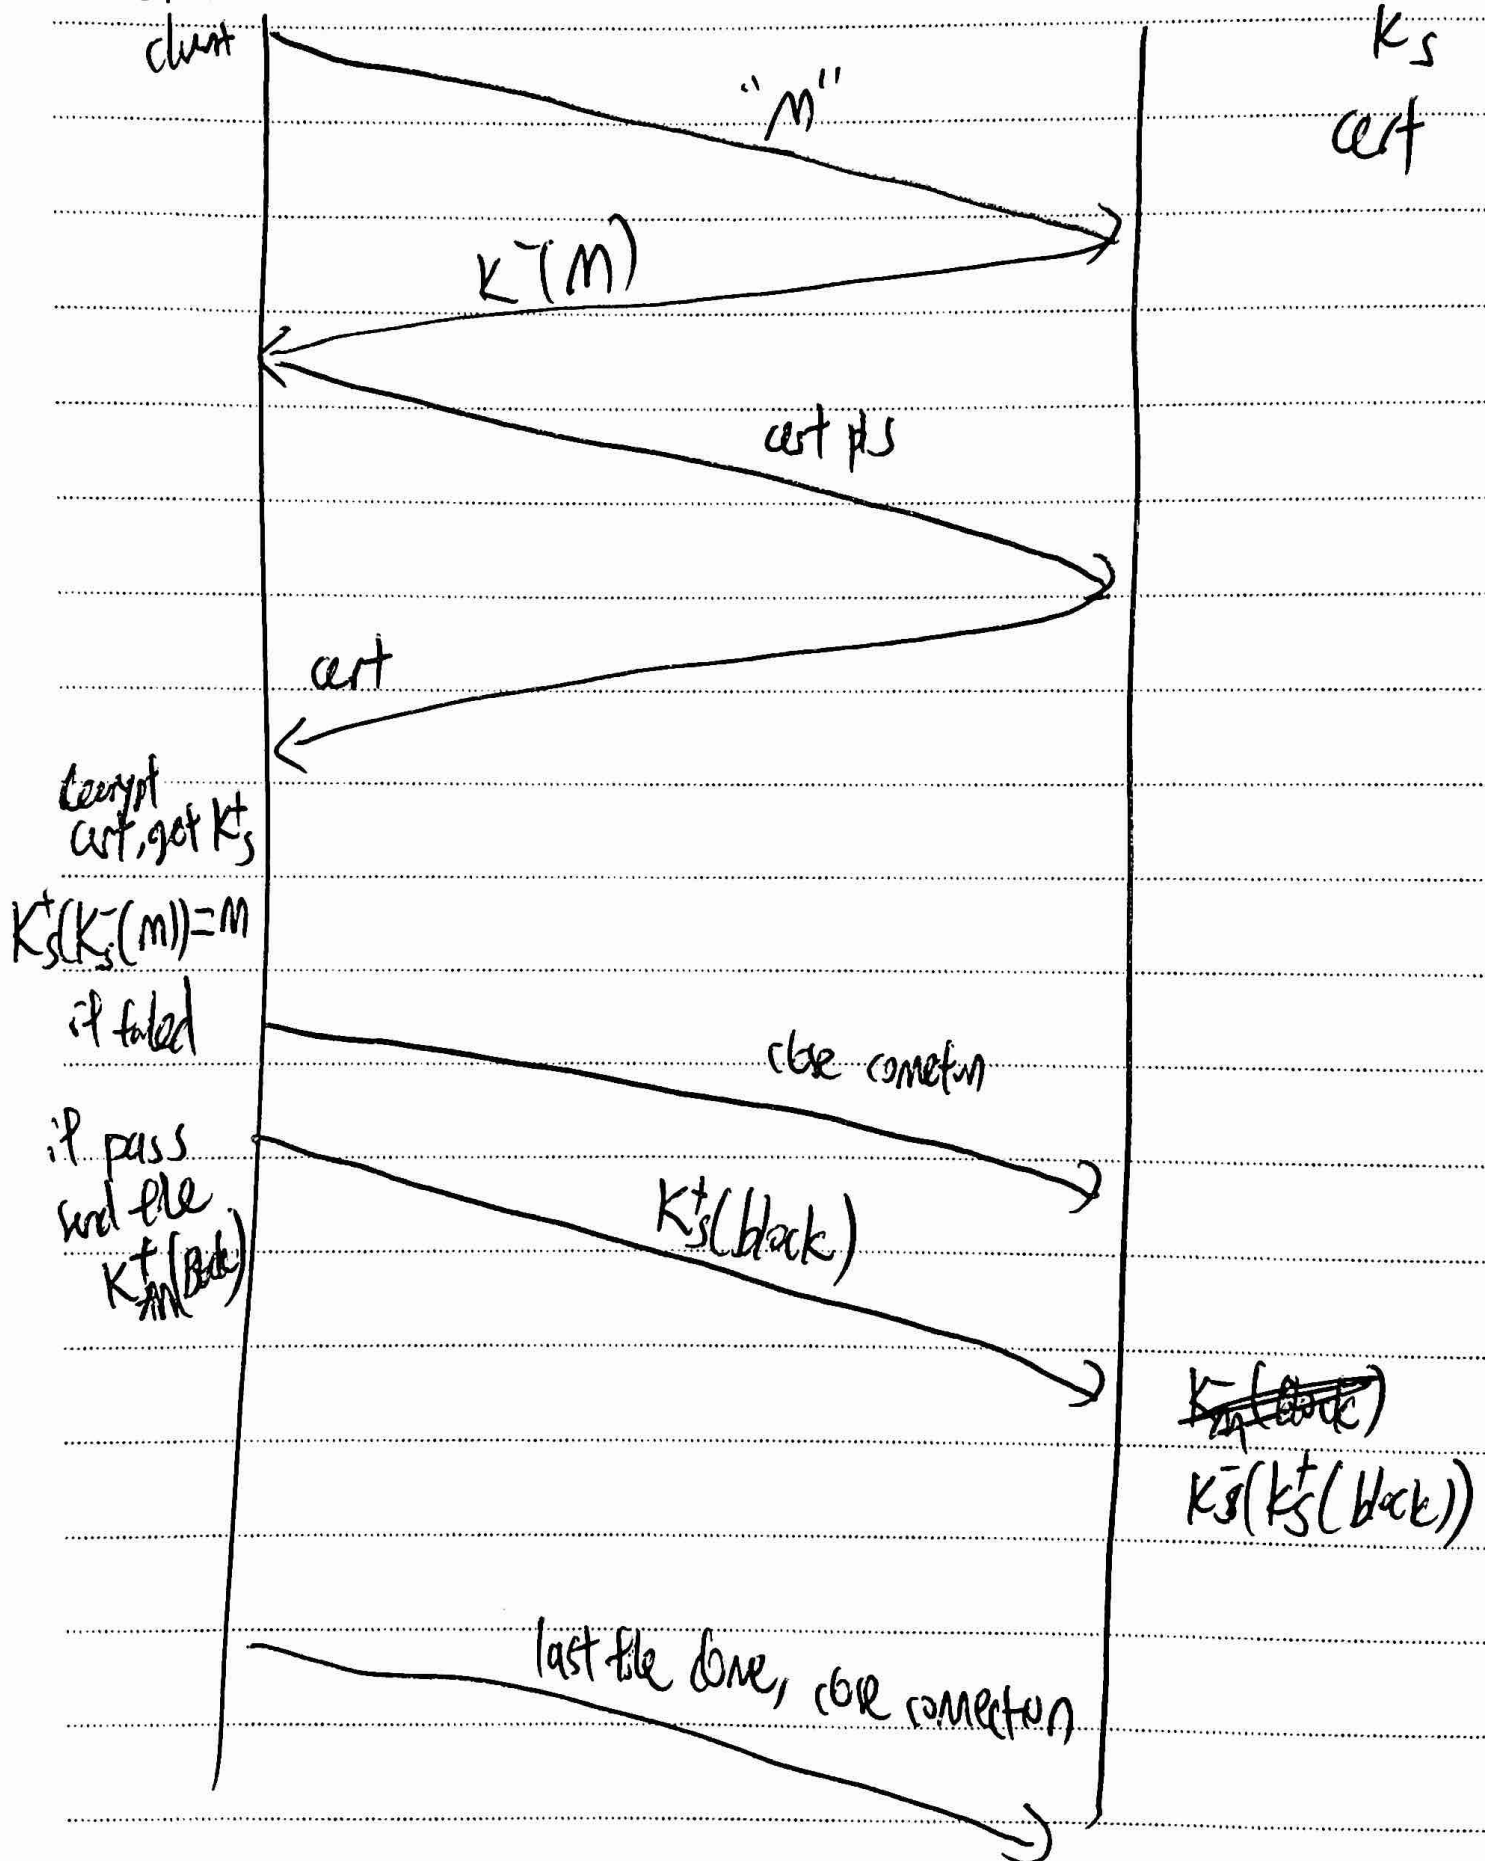 client
Ks
"M"
cert
K⁻(M)
cert pls
cert
decrypt
cert, get K⁺s
K⁺s(K⁻s(m))=M
if failed
close connection
if pass
send file
K⁺s(block)
K⁻s(K⁺s(block))
last file done, close connection